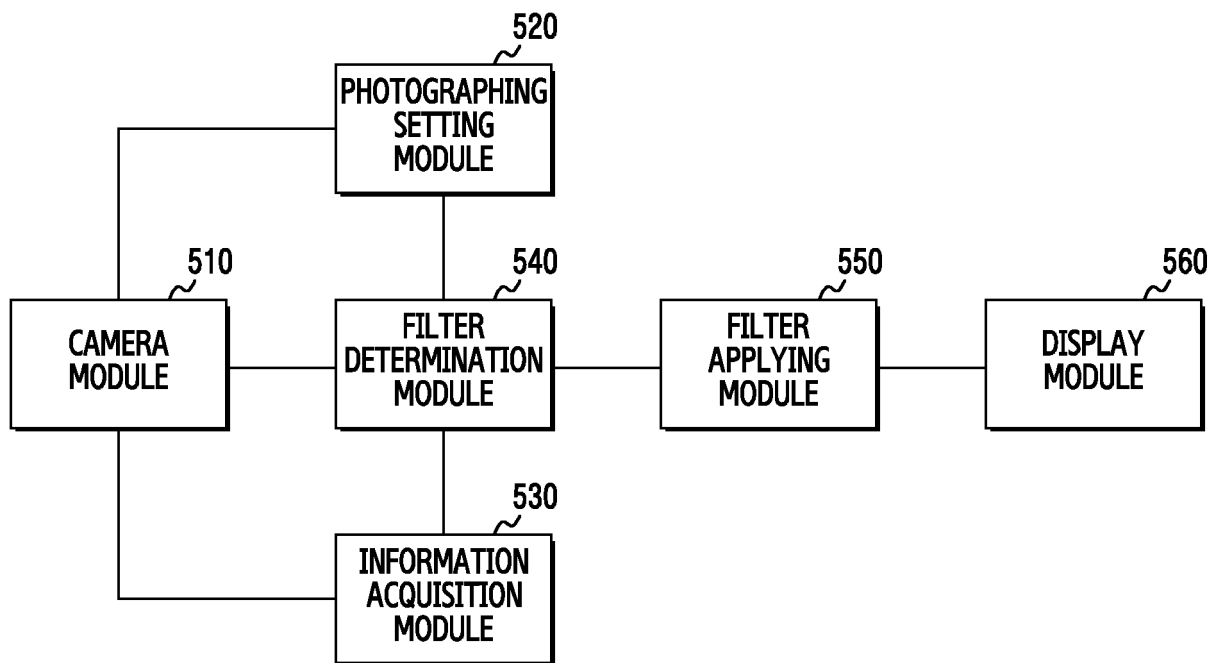 520
PHOTOGRAPHING
SETTING
MODULE
510
CAMERA
MODULE
540
FILTER
DETERMINATION
MODULE
550
FILTER
APPLYING
MODULE
560
DISPLAY
MODULE
530
INFORMATION
ACQUISITION
MODULE